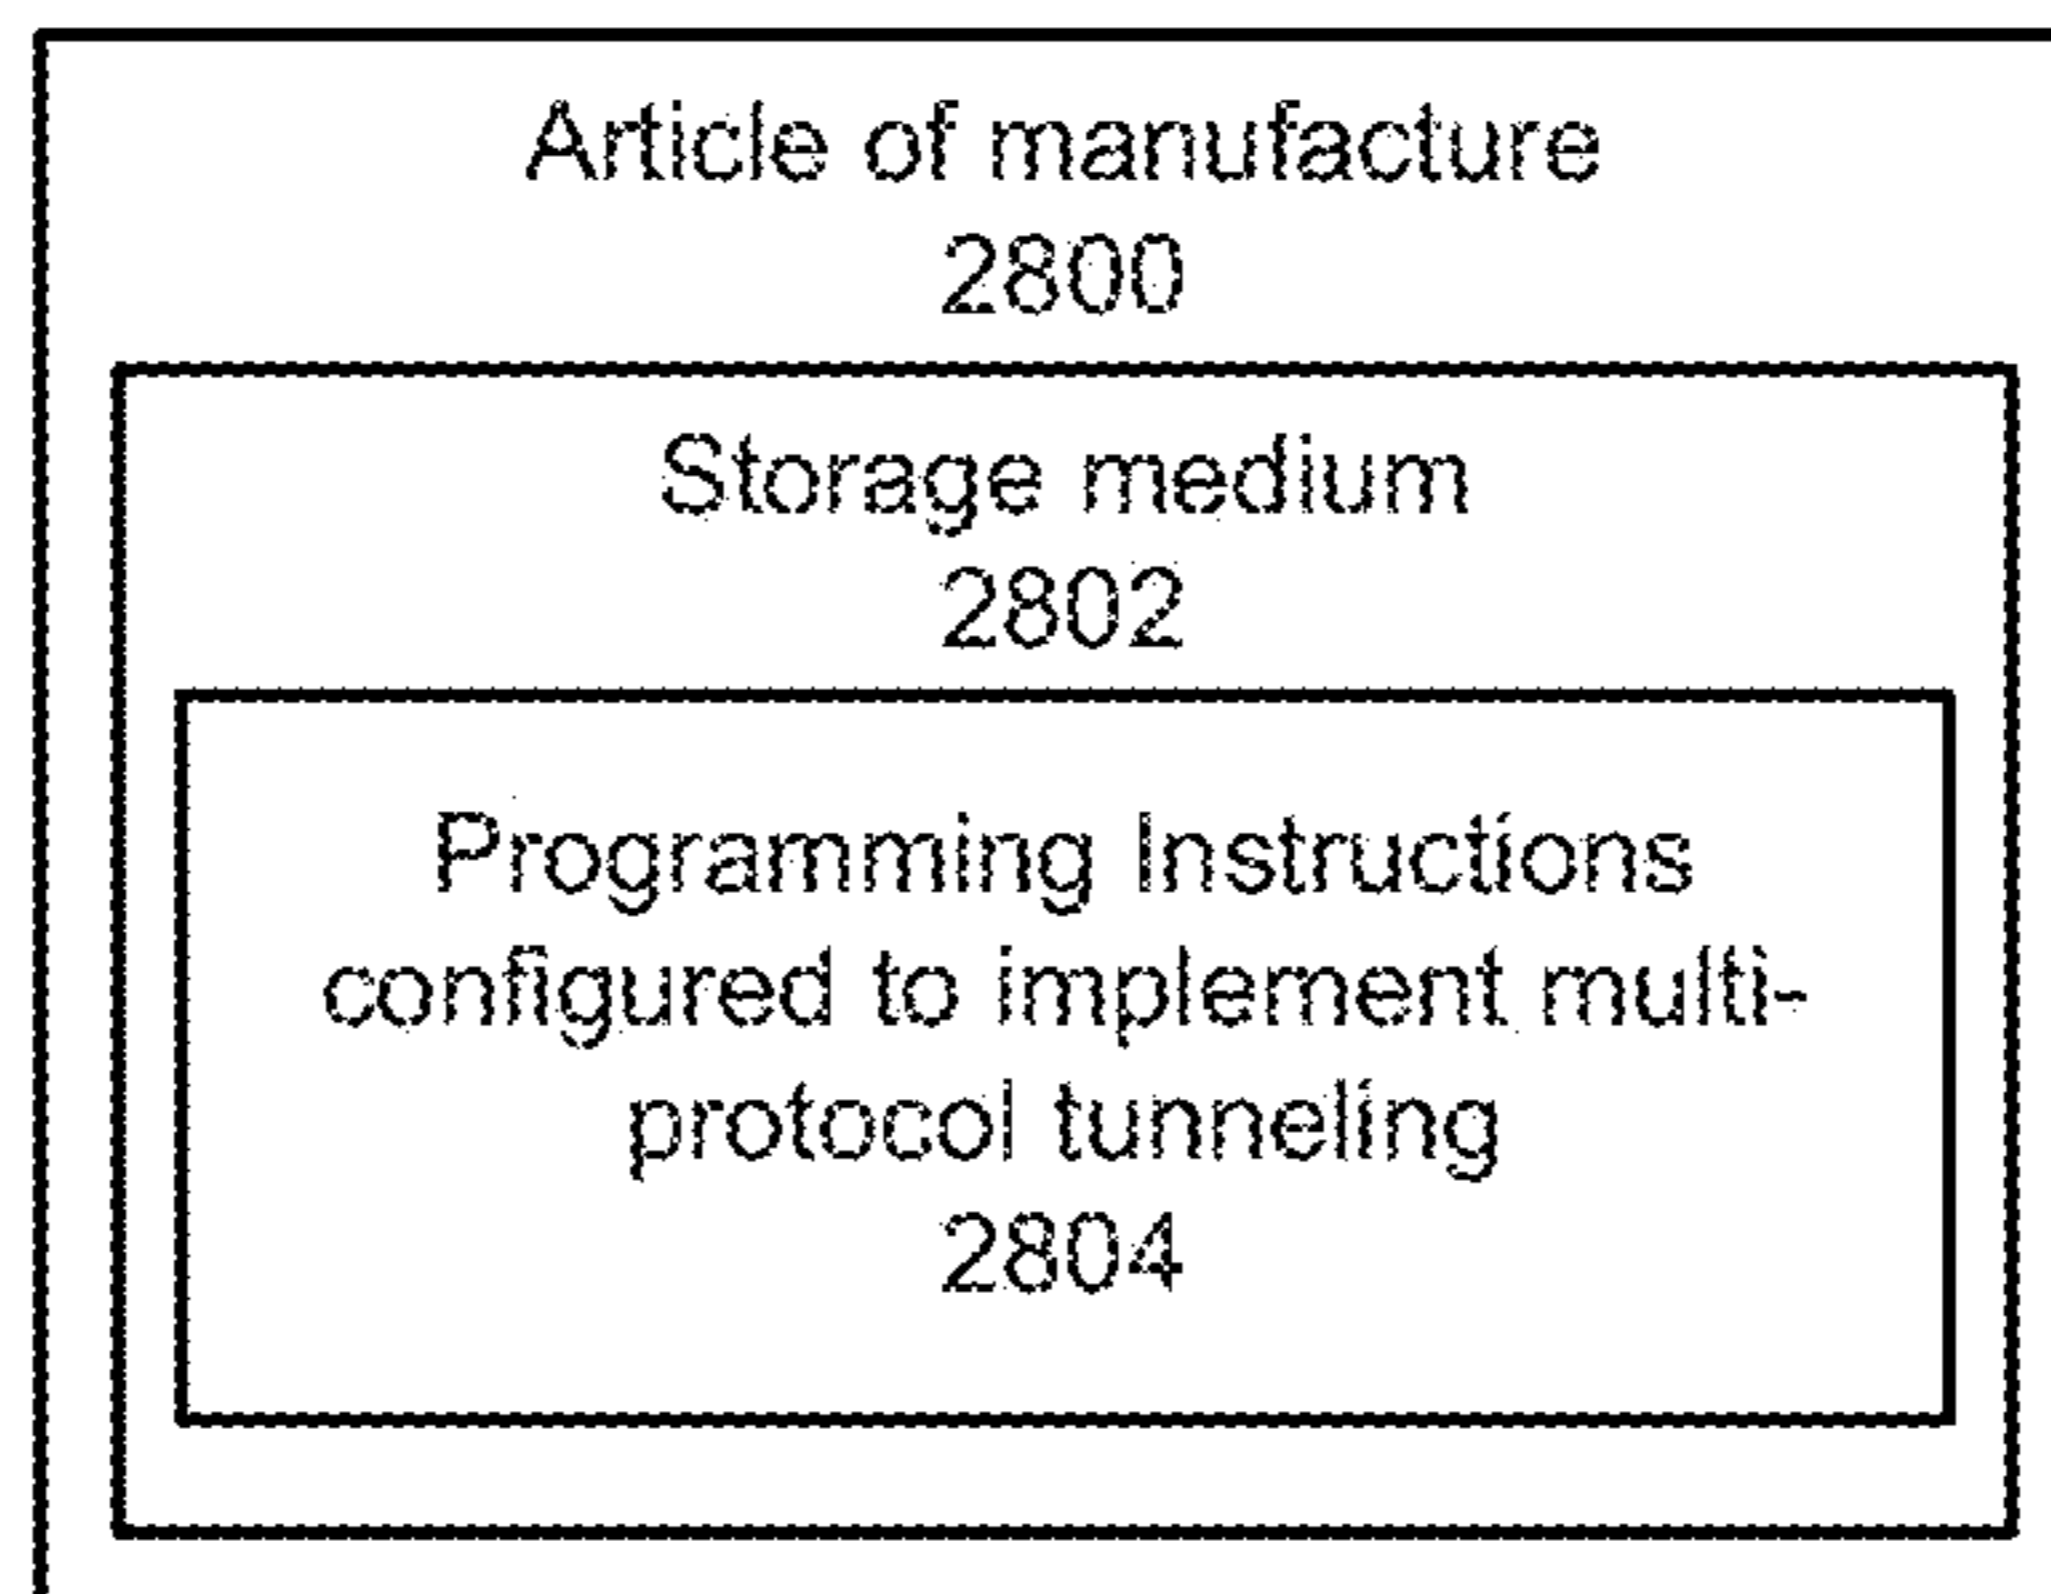 Article of manufacture
2800
Storage medium
2802
Programming Instructions
configured to implement multi-
protocol tunneling
2804